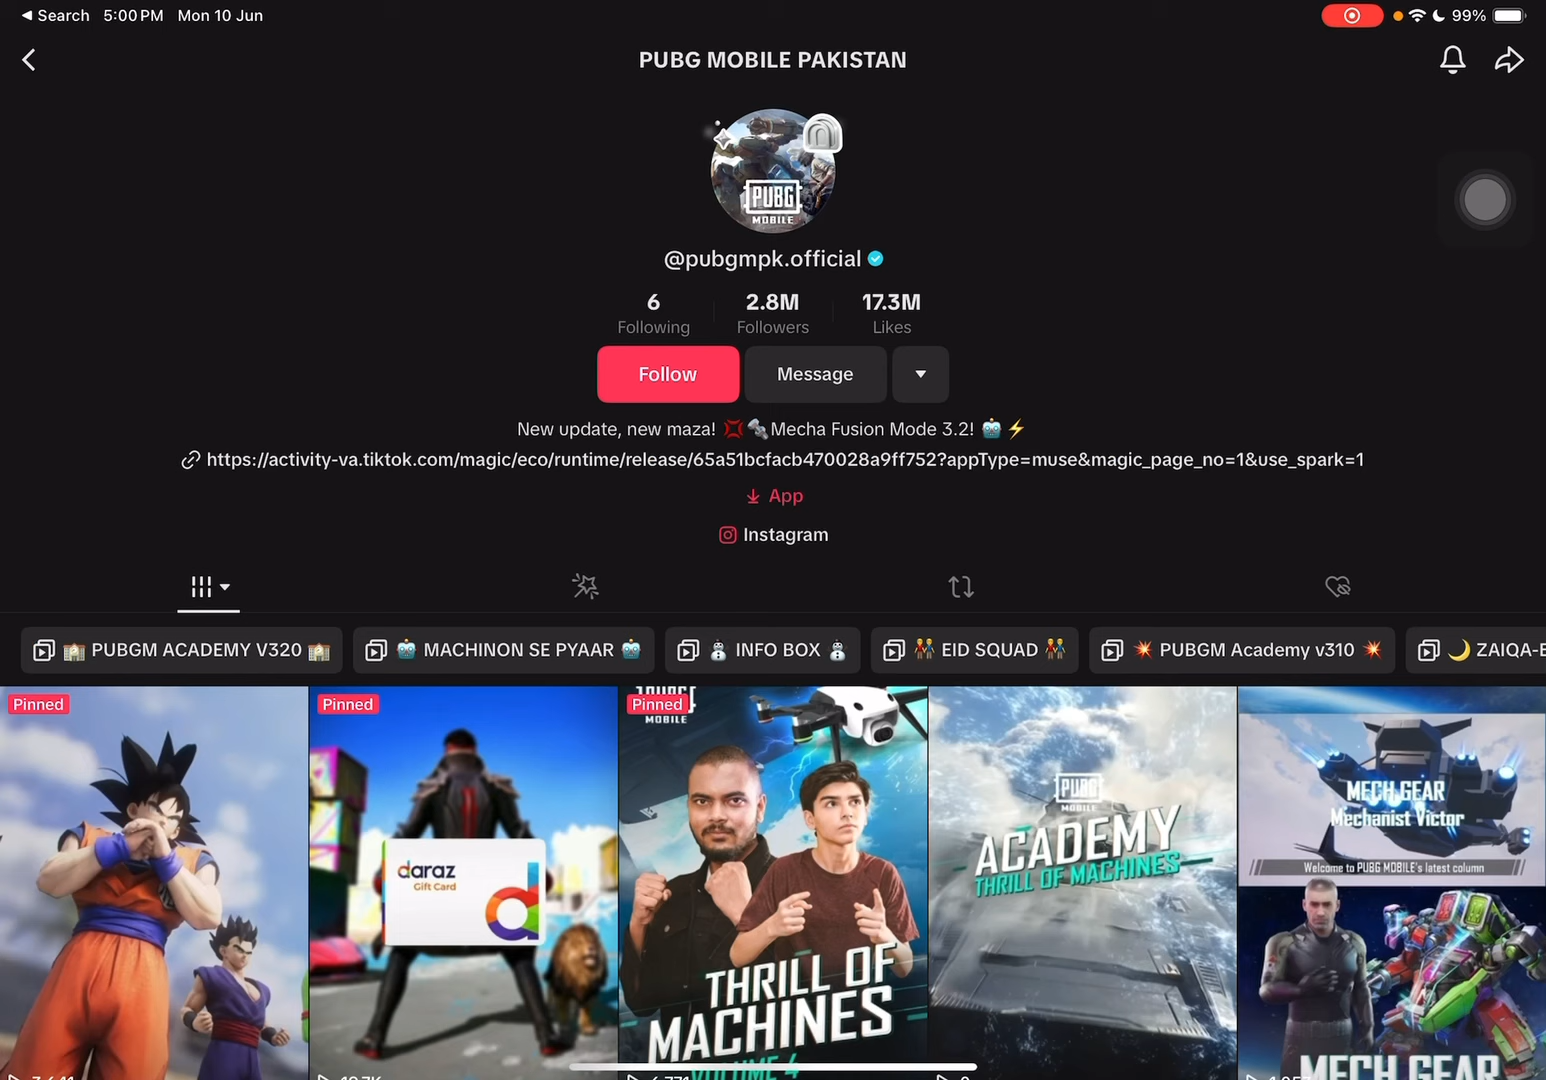 Search 5:00 PM Mon 10 Jun
99%
PUBG MOBILE PAKISTAN
PUBG
MOBILE
@pubgmpk.official
6 2.8M 17.3M
Following Followers Likes
Follow Message
New update, new maza! 💢🔩Mecha Fusion Mode 3.2! 🤖⚡
https://activity-va.tiktok.com/magic/eco/runtime/release/65a51bcfacb470028a9ff752?appType=muse&magic_page_no=1&use_spark=1
App
Instagram
🏫 PUBGM ACADEMY V320 🏫
🤖 MACHINON SE PYAAR 🤖
⛄ INFO BOX ⛄
👬 EID SQUAD 👬
💥 PUBGM Academy v310 💥
🌙 ZAIQA-E
Pinned
Pinned
daraz
Gift Card
Pinned
MOBILE
THRILL OF
MACHINES
VOLUME 4
PUBG
MOBILE
ACADEMY
THRILL OF MACHINES
MECH GEAR
Mechanist Victor
Welcome to PUBG MOBILE's latest column
MECH GEAR